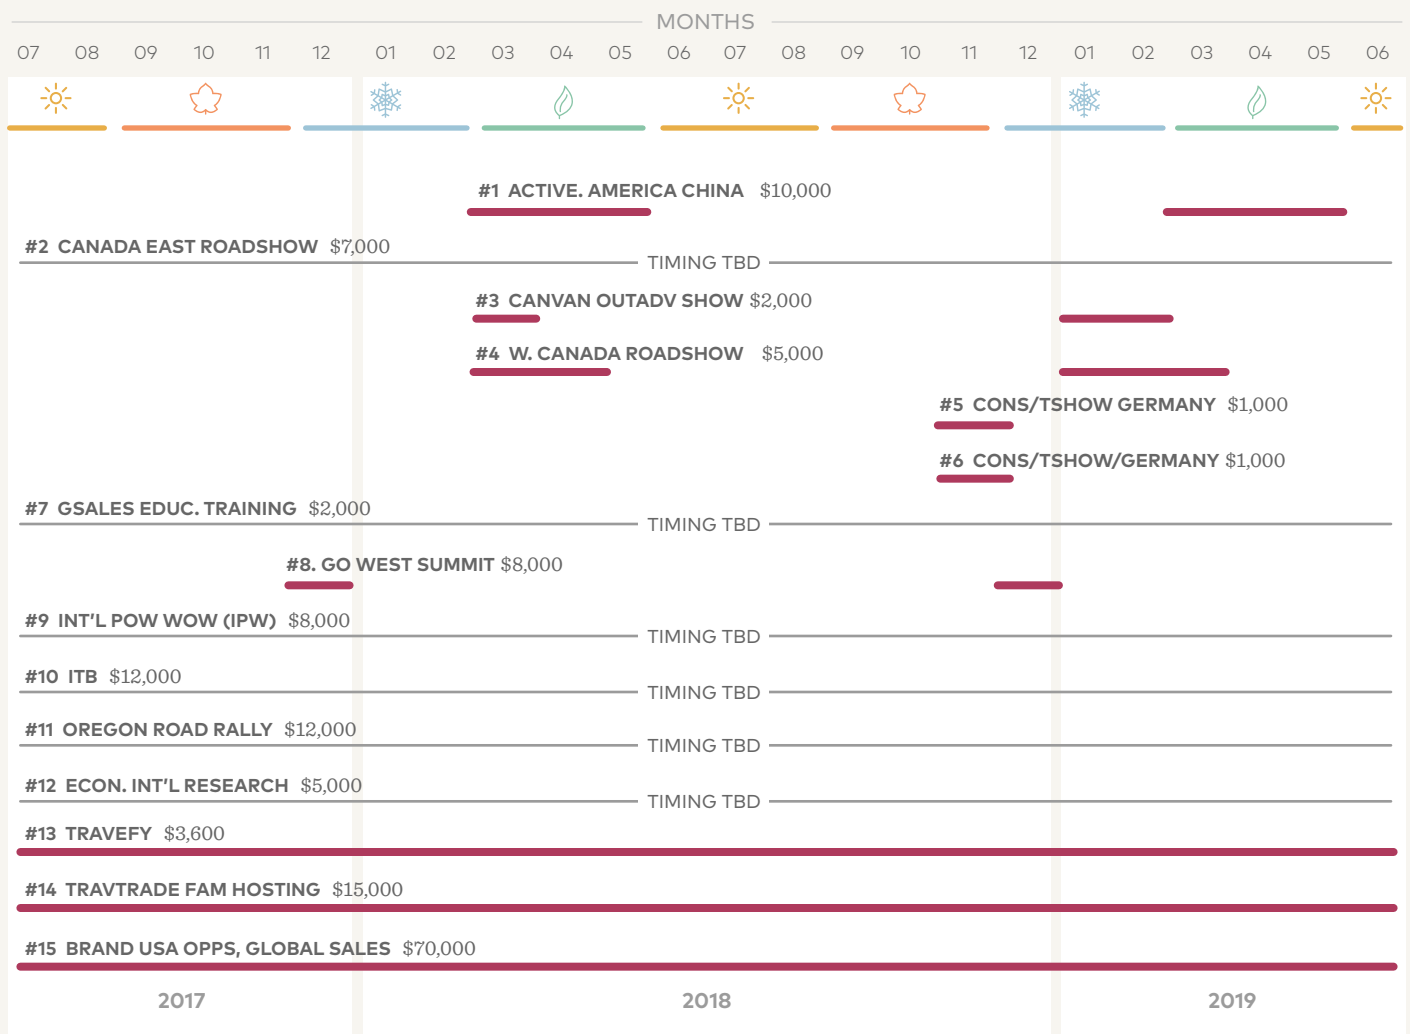 MONTHS
07 08 09 10 11 12 01 02 03 04 05 06 07 08 09 10 11 12 01 02 03 04 05 06
#1 ACTIVE. AMERICA CHINA $10,000
#2 CANADA EAST ROADSHOW $7,000
TIMING TBD
#3 CANVAN OUTADV SHOW $2,000
#4 W. CANADA ROADSHOW $5,000
#5 CONS/TSHOW GERMANY $1,000
#6 CONS/TSHOW/GERMANY $1,000
#7 GSALES EDUC. TRAINING $2,000
TIMING TBD
#8. GO WEST SUMMIT $8,000
#9 INT'L POW WOW (IPW) $8,000
TIMING TBD
#10 ITB $12,000
TIMING TBD
#11 OREGON ROAD RALLY $12,000
TIMING TBD
#12 ECON. INT'L RESEARCH $5,000
TIMING TBD
#13 TRAVEFY $3,600
#14 TRAVTRADE FAM HOSTING $15,000
#15 BRAND USA OPPS, GLOBAL SALES $70,000
2017 2018 2019